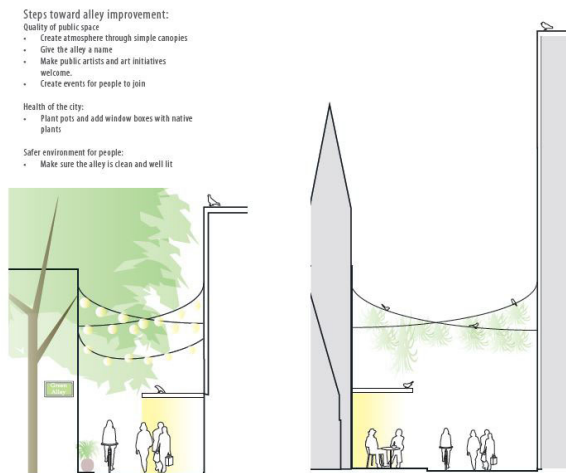 Steps toward alley improvement:
Quality of public space
• Create atmosphere through simple canopies
• Give the alley a name
• Make public artists and art initiatives
welcome.
• Create events for people to join
Health of the city:
• Plant pots and add window boxes with native
plants
Safer environment for people:
• Make sure the alley is clean and well lit
Green
Alley